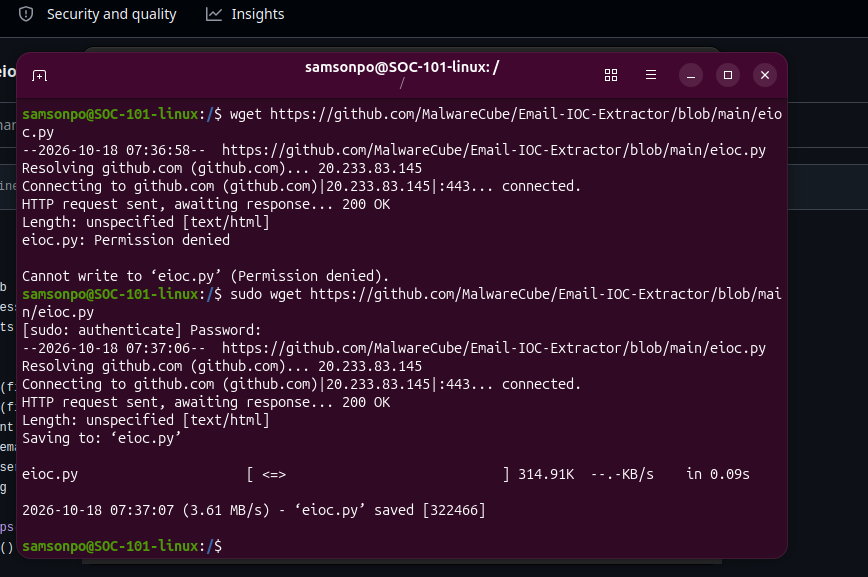 Security and quality Insights
eio
samsonpo@SOC-101-linux: /
/
samsonpo@SOC-101-linux:/$ wget https://github.com/MalwareCube/Email-IOC-Extractor/blob/main/eio
c.py
--2026-10-18 07:36:58-- https://github.com/MalwareCube/Email-IOC-Extractor/blob/main/eioc.py
Resolving github.com (github.com)... 20.233.83.145
Connecting to github.com (github.com)|20.233.83.145|:443... connected.
HTTP request sent, awaiting response... 200 OK
Length: unspecified [text/html]
eioc.py: Permission denied
Cannot write to ‘eioc.py’ (Permission denied).
samsonpo@SOC-101-linux:/$ sudo wget https://github.com/MalwareCube/Email-IOC-Extractor/blob/mai
n/eioc.py
[sudo: authenticate] Password:
--2026-10-18 07:37:06-- https://github.com/MalwareCube/Email-IOC-Extractor/blob/main/eioc.py
Resolving github.com (github.com)... 20.233.83.145
Connecting to github.com (github.com)|20.233.83.145|:443... connected.
HTTP request sent, awaiting response... 200 OK
Length: unspecified [text/html]
Saving to: ‘eioc.py’
eioc.py [ <=> ] 314.91K --.-KB/s in 0.09s
2026-10-18 07:37:07 (3.61 MB/s) - ‘eioc.py’ saved [322466]
samsonpo@SOC-101-linux:/$